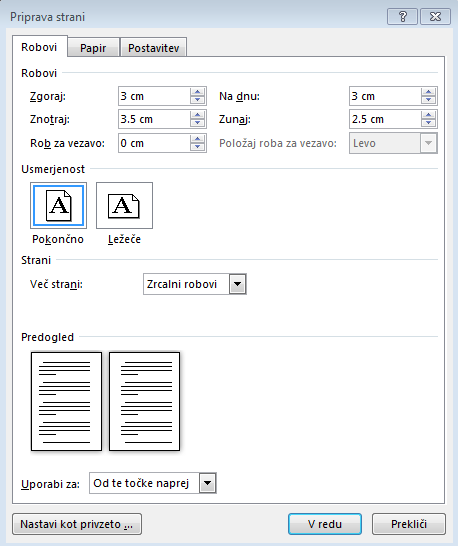 Priprava strani
Robovi Papir Postavitev
Robovi
Zgoraj: 3 cm Na dnu: 3 cm
Znotraj: 3.5 cm Zunaj: 2.5 cm
Rob za vezavo: 0 cm Položaj roba za vezavo: Levo
Usmerjenost
A A
Pokončno Ležeče
Strani
Več strani: Zrcalni robovi
Predogled
Uporabi za: Od te točke naprej
Nastavi kot privzeto ... V redu Prekliči